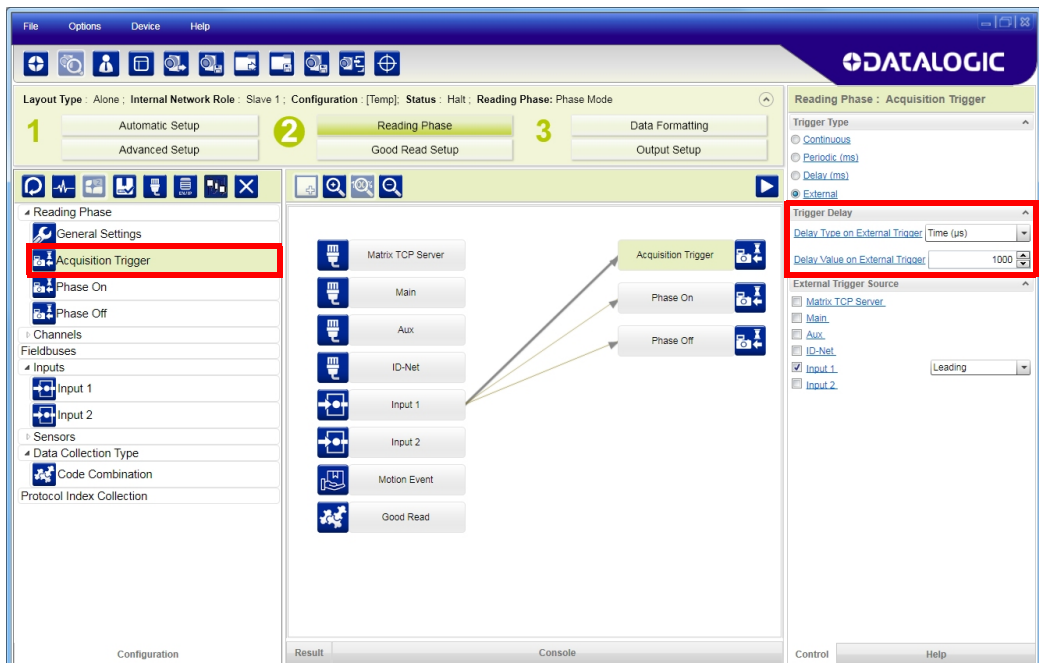 File Options Device Help
DATALOGIC
Layout Type : Alone ; Internal Network Role : Slave 1 ; Configuration : [Temp]; Status : Halt ; Reading Phase: Phase Mode
1 Automatic Setup
Advanced Setup
2 Reading Phase
Good Read Setup
3 Data Formatting
Output Setup
Reading Phase
General Settings
Acquisition Trigger
Phase On
Phase Off
Channels
Fieldbuses
Inputs
Input 1
Input 2
Sensors
Data Collection Type
Code Combination
Protocol Index Collection
Configuration
100%
Matrix TCP Server
Main
Aux
ID-Net
Input 1
Input 2
Motion Event
Good Read
Acquisition Trigger
Phase On
Phase Off
Result Console
Reading Phase : Acquisition Trigger
Trigger Type
Continuous
Periodic (ms)
Delay (ms)
External
Trigger Delay
Delay Type on External Trigger Time (µs)
Delay Value on External Trigger 1000
External Trigger Source
Matrix TCP Server
Main
Aux
ID-Net
Input 1 Leading
Input 2
Control Help